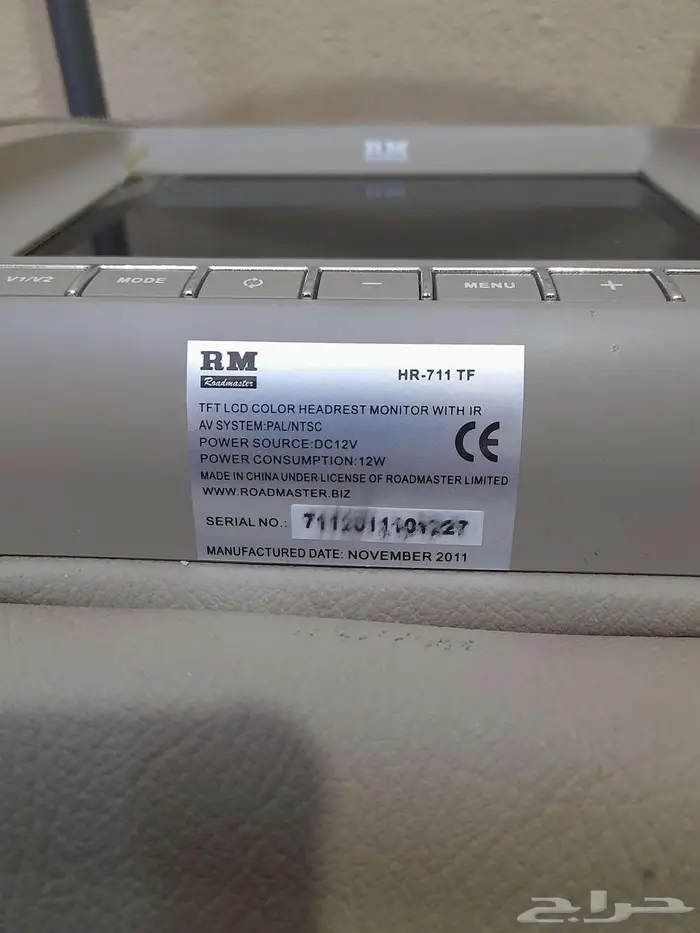 RM
V1/V2 MODE − MENU +
RM
Roadmaster
HR-711 TF
TFT LCD COLOR HEADREST MONITOR WITH IR
AV SYSTEM:PAL/NTSC
POWER SOURCE:DC12V
POWER CONSUMPTION:12W
CE
MADE IN CHINA UNDER LICENSE OF ROADMASTER LIMITED
WWW.ROADMASTER.BIZ
SERIAL NO.:
MANUFACTURED DATE: NOVEMBER 2011
حراج